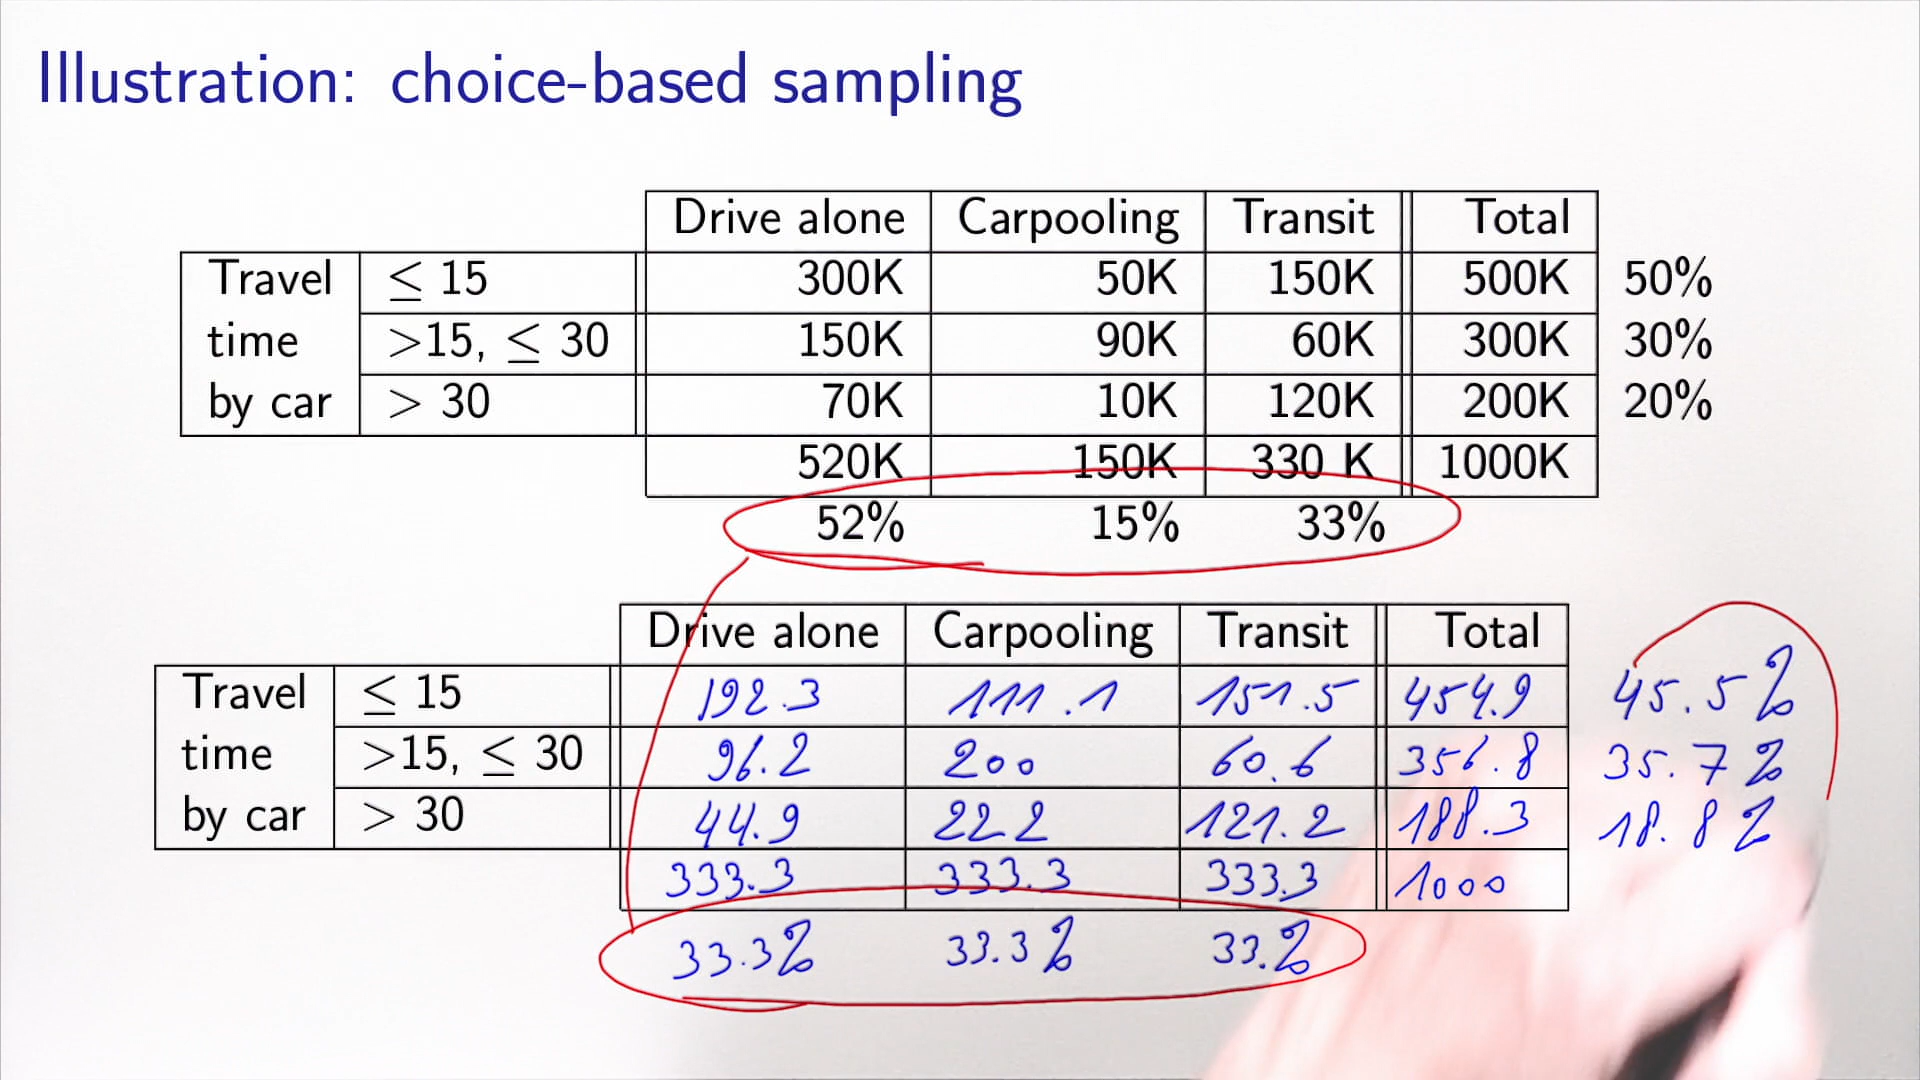 Illustration: choice-based sampling
Drive alone Carpooling Transit Total
Travel ≤ 15 300K 50K 150K 500K 50%
time >15, ≤ 30 150K 90K 60K 300K 30%
by car > 30 70K 10K 120K 200K 20%
520K 150K 330 K 1000K
52% 15% 33%
Drive alone Carpooling Transit Total
Travel ≤ 15 192.3 111.1 151.5 454.9 45.5%
time >15, ≤ 30 96.2 200 60.6 356.8 35.7%
by car > 30 44.9 222 121.2 188.3 18.8%
333.3 333.3 333.3 1000
33.3% 33.3% 33.%